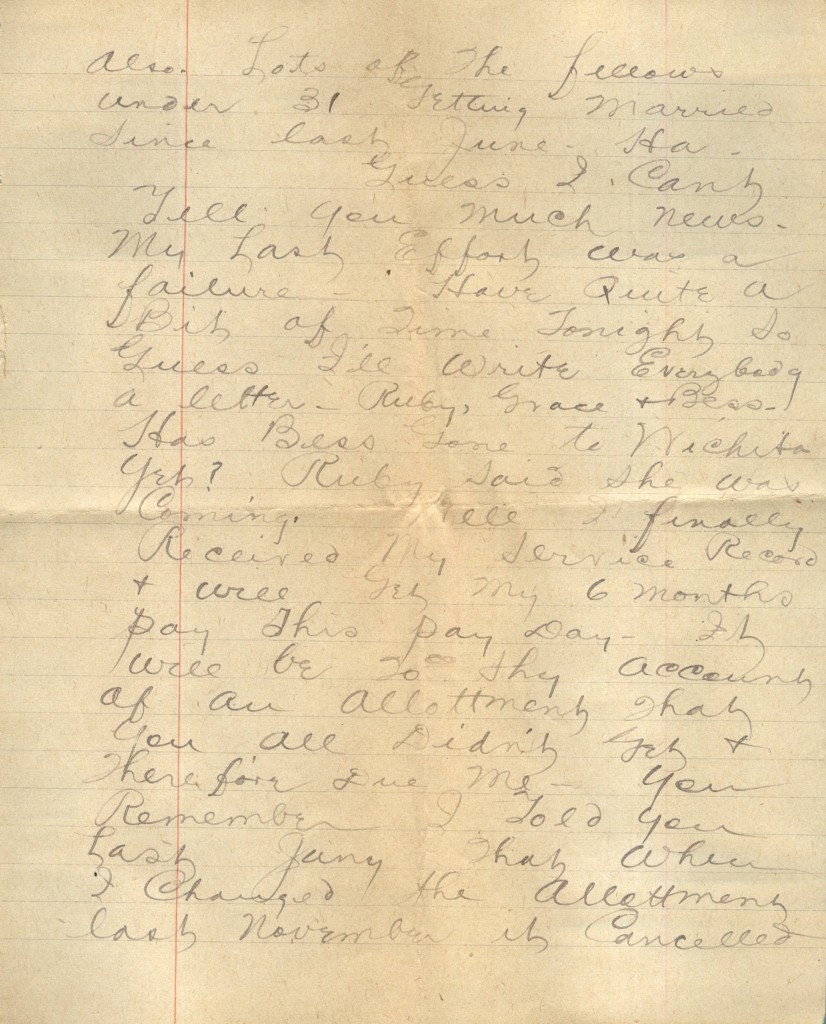 Also. Lots of The fellows
under 31 Getting Married
Since last June - Ha -
Guess I Cant
Tell you much news -
My Last Effort was a
failure - Have Quite a
Bit of Time Tonight So
Guess I'll Write Everybody
a letter - Ruby, Grace + Bess -
Has Bess Gone to Wichita
Yet? Ruby Said She was
Coming. Well I finally
Received My Service Record
+ will Get My 6 months
pay This pay Day - It
will be 20 00 account
of an Allottment That
You all Didn't Get +
Therefore Due Me - You
Remember I Told you
Last Jany That When
I Changed the Allottment
last November it Cancelled